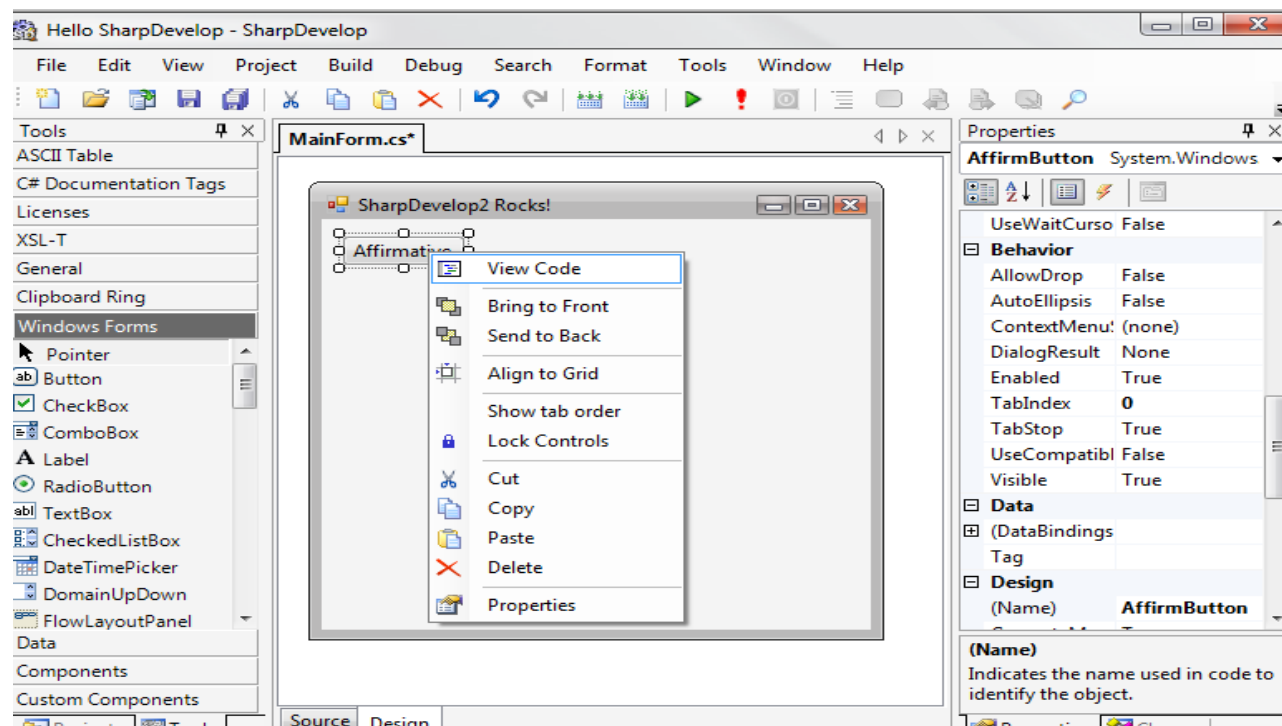 Hello SharpDevelop - SharpDevelop
File Edit View Project Build Debug Search Format Tools Window Help
Tools
ASCII Table
C# Documentation Tags
Licenses
XSL-T
General
Clipboard Ring
Windows Forms
Pointer
ab Button
CheckBox
ComboBox
A Label
RadioButton
abl TextBox
CheckedListBox
DateTimePicker
DomainUpDown
FlowLayoutPanel
Data
Components
Custom Components
MainForm.cs*
SharpDevelop2 Rocks!
Affirmative
View Code
Bring to Front
Send to Back
Align to Grid
Show tab order
Lock Controls
Cut
Copy
Paste
Delete
Properties
Source Design
Properties
AffirmButton System.Windows
UseWaitCurso False
Behavior
AllowDrop False
AutoEllipsis False
ContextMenuS (none)
DialogResult None
Enabled True
TabIndex 0
TabStop True
UseCompatibl False
Visible True
Data
(DataBindings
Tag
Design
(Name) AffirmButton
(Name)
Indicates the name used in code to
identify the object.